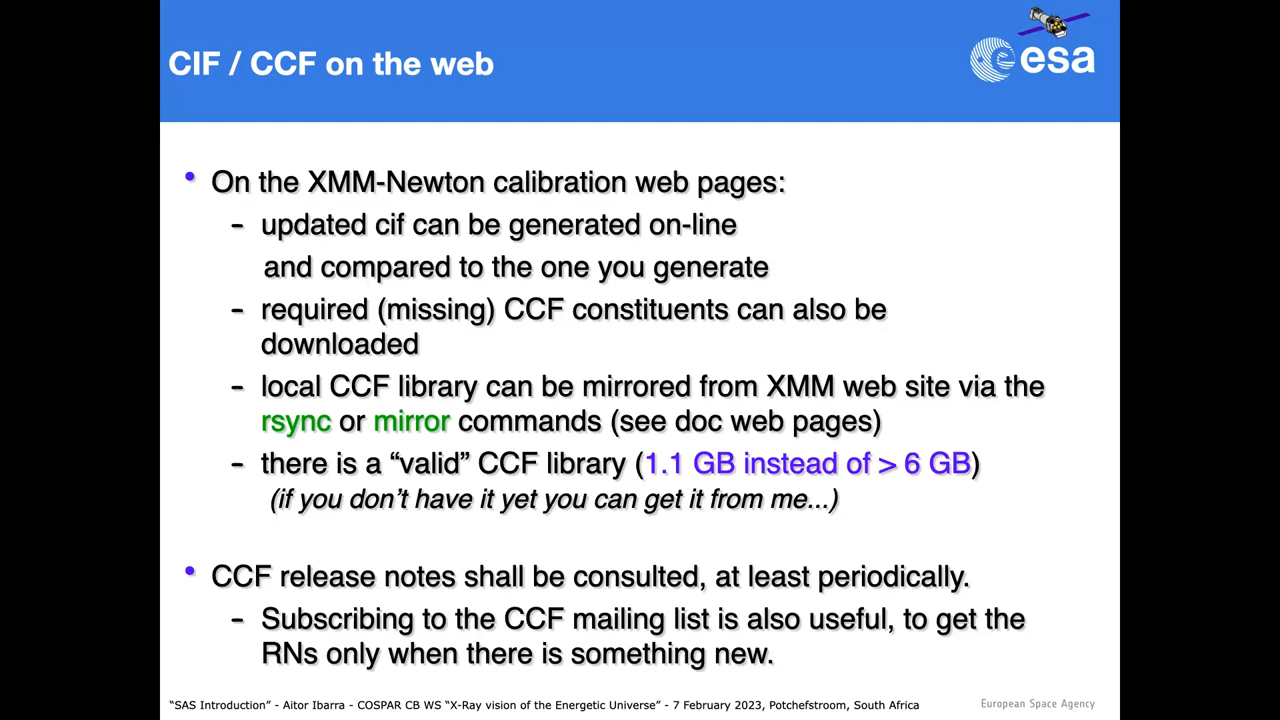 CIF / CCF on the web
esa
• On the XMM-Newton calibration web pages:
– updated cif can be generated on-line
and compared to the one you generate
– required (missing) CCF constituents can also be
downloaded
– local CCF library can be mirrored from XMM web site via the
rsync or mirror commands (see doc web pages)
– there is a “valid” CCF library (1.1 GB instead of > 6 GB)
(if you don’t have it yet you can get it from me...)
• CCF release notes shall be consulted, at least periodically.
– Subscribing to the CCF mailing list is also useful, to get the
RNs only when there is something new.
“SAS Introduction” - Aitor Ibarra - COSPAR CB WS “X-Ray vision of the Energetic Universe” - 7 February 2023, Potchefstroom, South Africa
European Space Agency